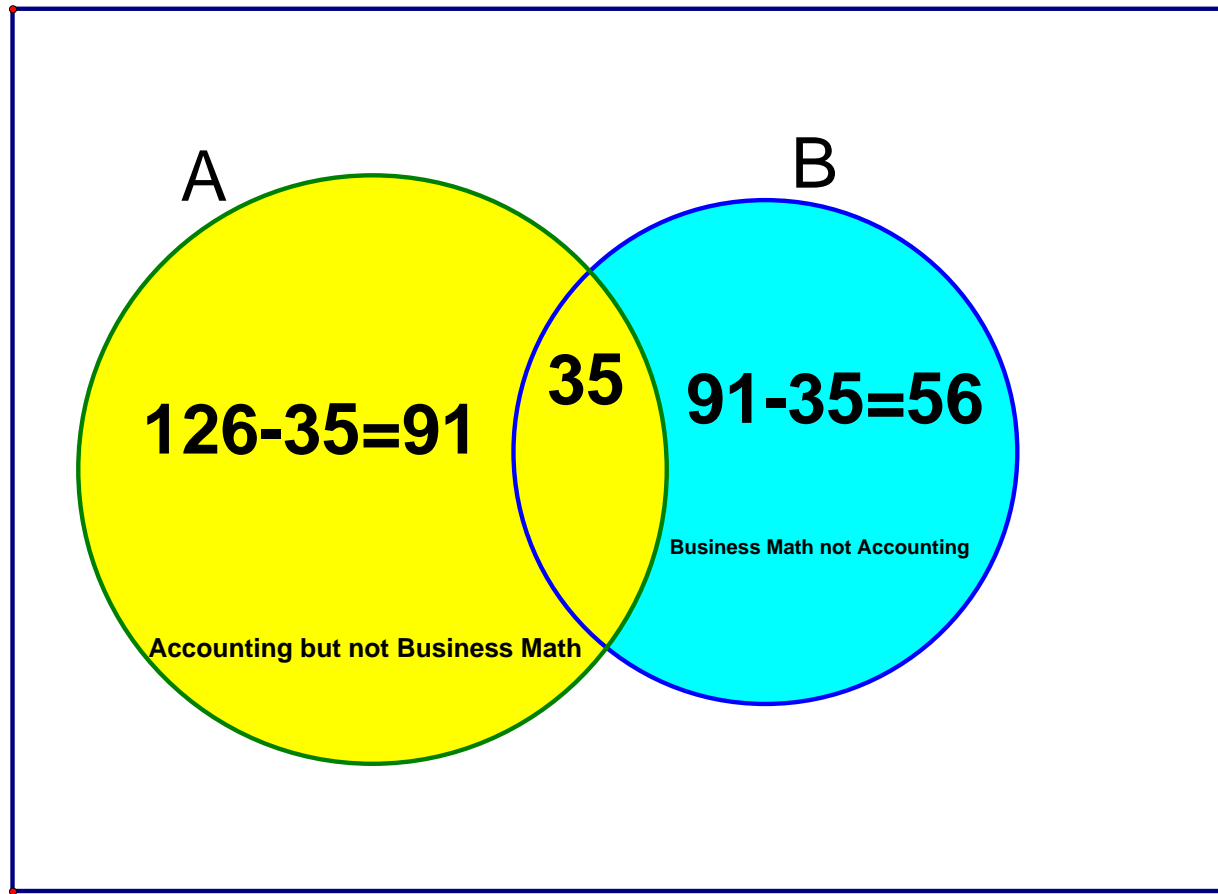 A
B
35
126-35=91
91-35=56
Business Math not Accounting
Accounting but not Business Math